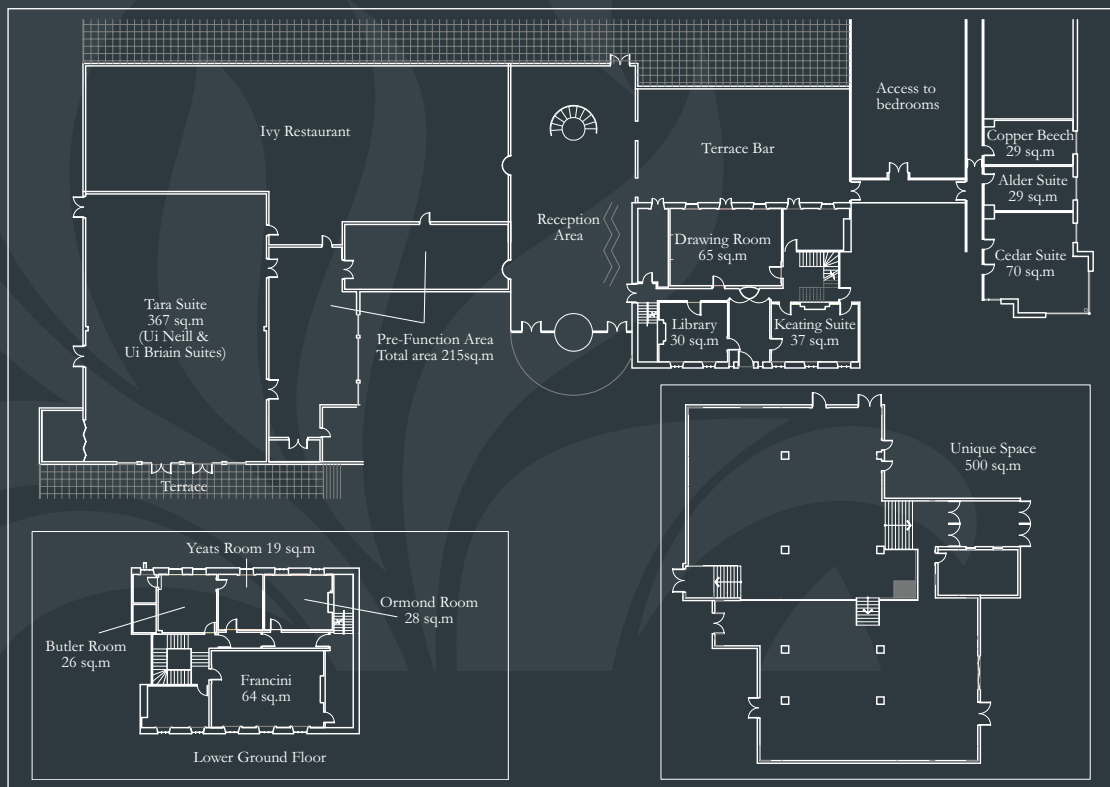 Ivy Restaurant
Access to
bedrooms
Terrace Bar
Copper Beech
29 sq.m
Alder Suite
29 sq.m
Reception
Area
Drawing Room
65 sq.m
Cedar Suite
70 sq.m
Tara Suite
367 sq.m
(Ui Neill &
Ui Briain Suites)
Pre-Function Area
Total area 215sq.m
Library
30 sq.m
Keating Suite
37 sq.m
Terrace
Unique Space
500 sq.m
Yeats Room 19 sq.m
Ormond Room
28 sq.m
Butler Room
26 sq.m
Francini
64 sq.m
Lower Ground Floor